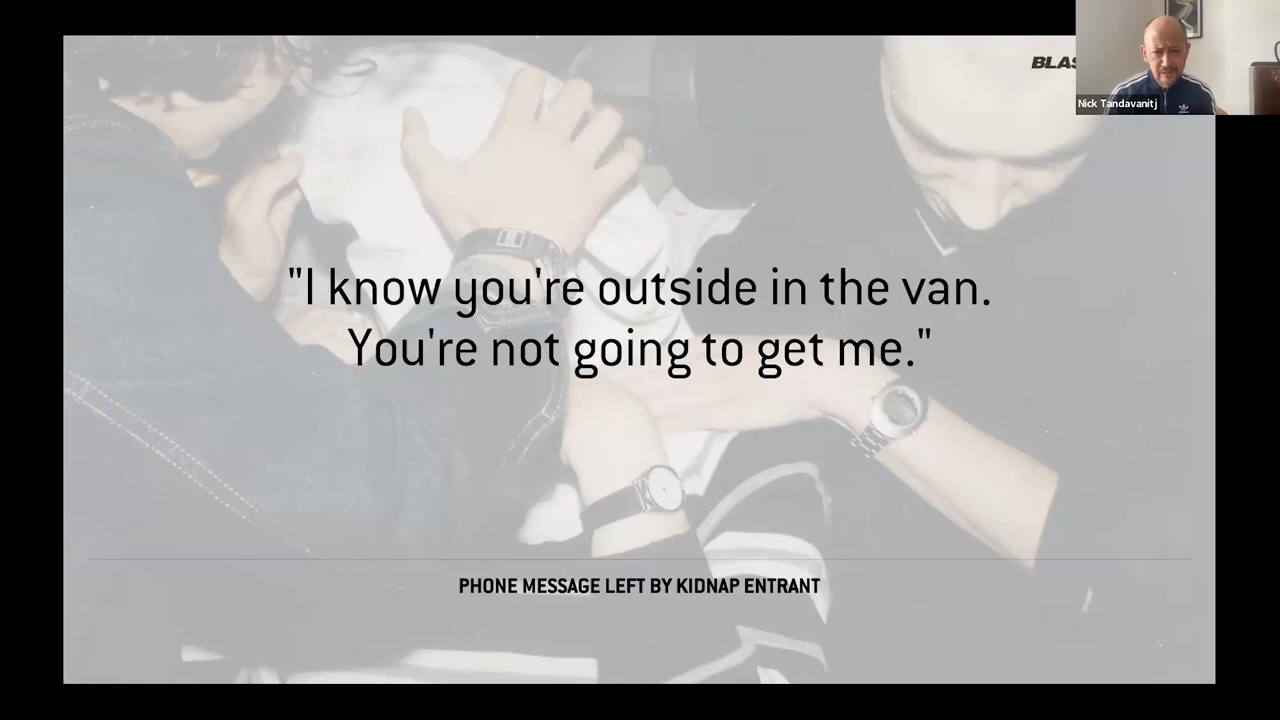 BLAS
Nick Tandavanitj
"I know you're outside in the van.
You're not going to get me."
PHONE MESSAGE LEFT BY KIDNAP ENTRANT